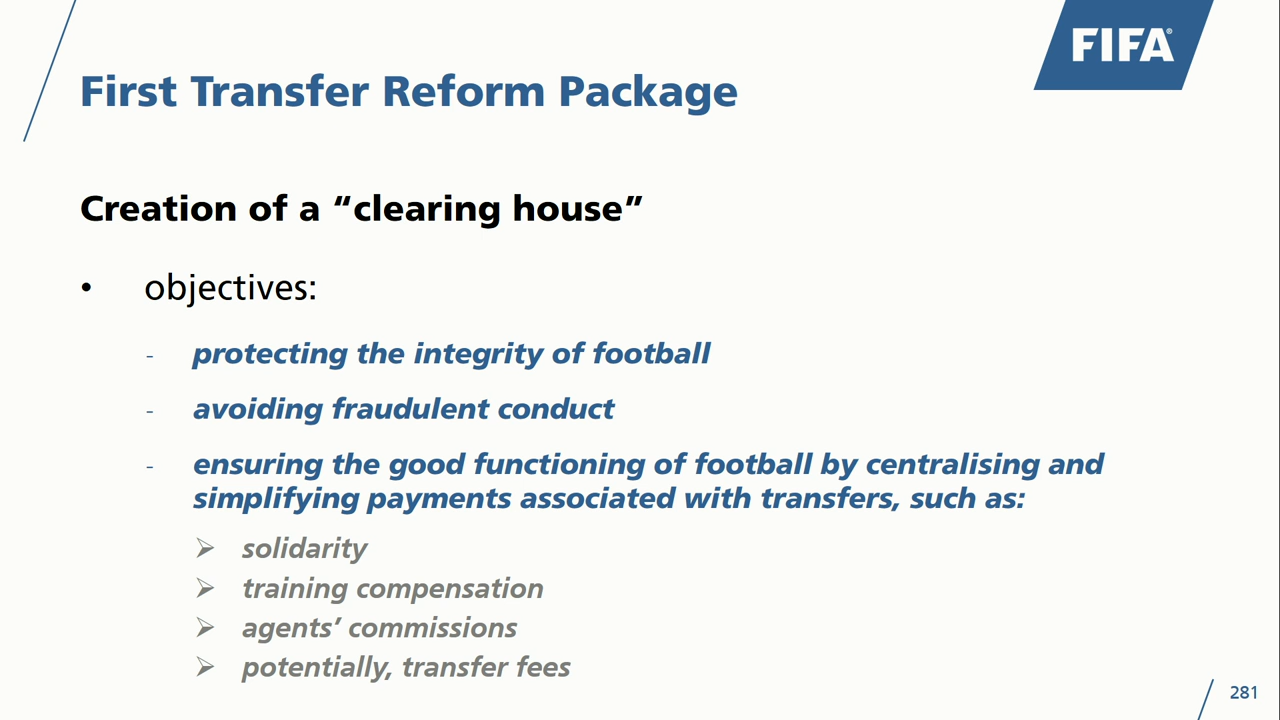 FIFA®
First Transfer Reform Package
Creation of a “clearing house”
• objectives:
- protecting the integrity of football
- avoiding fraudulent conduct
- ensuring the good functioning of football by centralising and
simplifying payments associated with transfers, such as:
➢ solidarity
➢ training compensation
➢ agents’ commissions
➢ potentially, transfer fees
281